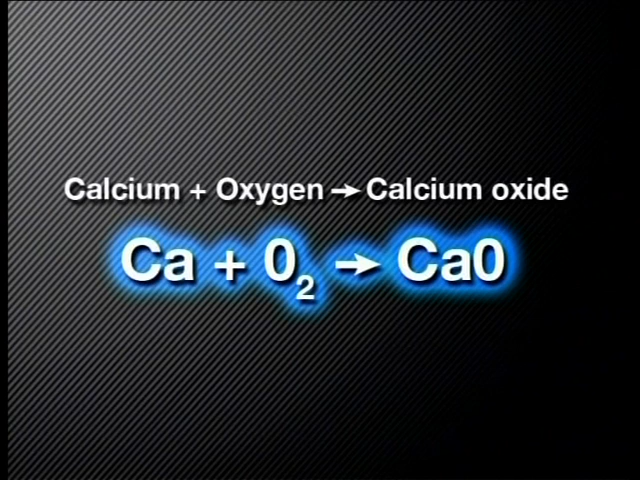 Calcium + Oxygen → Calcium oxide
Ca + 0₂ → Ca0